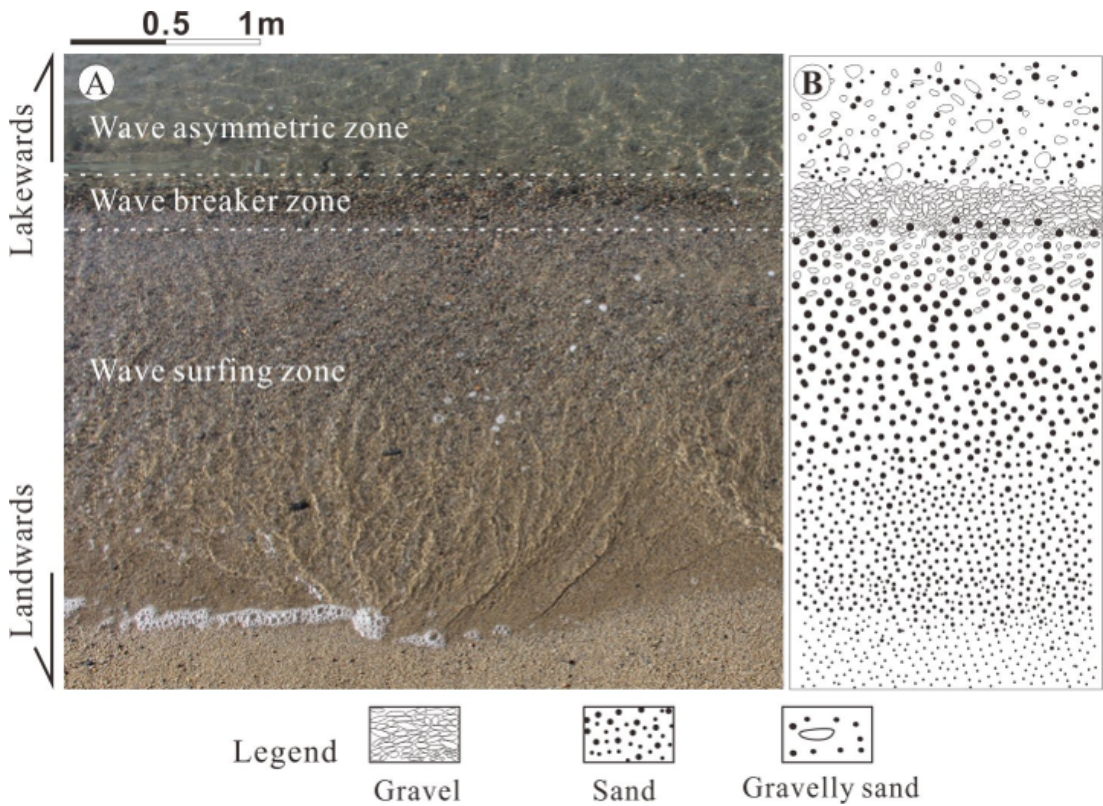 0.5 1m
A
B
Lakewards
Wave asymmetric zone
Wave breaker zone
Wave surfing zone
Landwards
Legend
Gravel
Sand
Gravelly sand